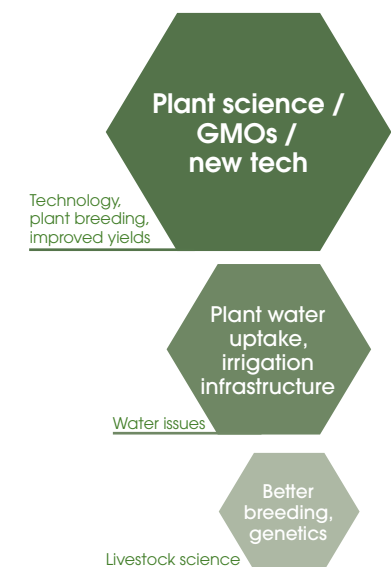 Plant science /
GMOs /
new tech
Technology,
plant breeding,
improved yields
Plant water
uptake,
irrigation
infrastructure
Water issues
Better
breeding,
genetics
Livestock science